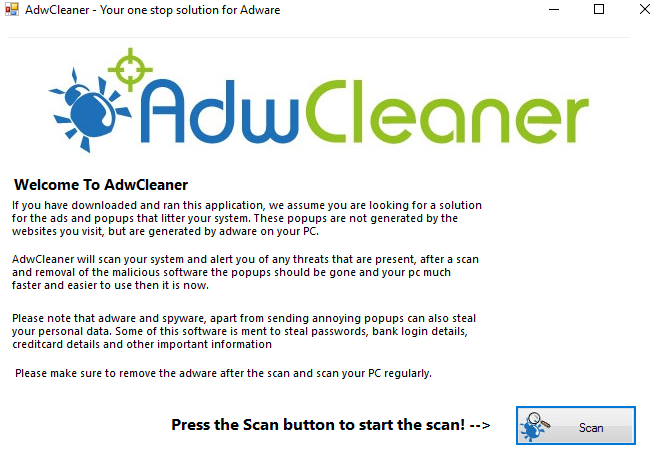 AdwCleaner - Your one stop solution for Adware
AdwCleaner
Welcome To AdwCleaner
If you have downloaded and ran this application, we assume you are looking for a solution
for the ads and popups that litter your system. These popups are not generated by the
websites you visit, but are generated by adware on your PC.
AdwCleaner will scan your system and alert you of any threats that are present, after a scan
and removal of the malicious software the popups should be gone and your pc much
faster and easier to use then it is now.
Please note that adware and spyware, apart from sending annoying popups can also steal
your personal data. Some of this software is ment to steal passwords, bank login details,
creditcard details and other important information
Please make sure to remove the adware after the scan and scan your PC regularly.
Press the Scan button to start the scan! -->
Scan